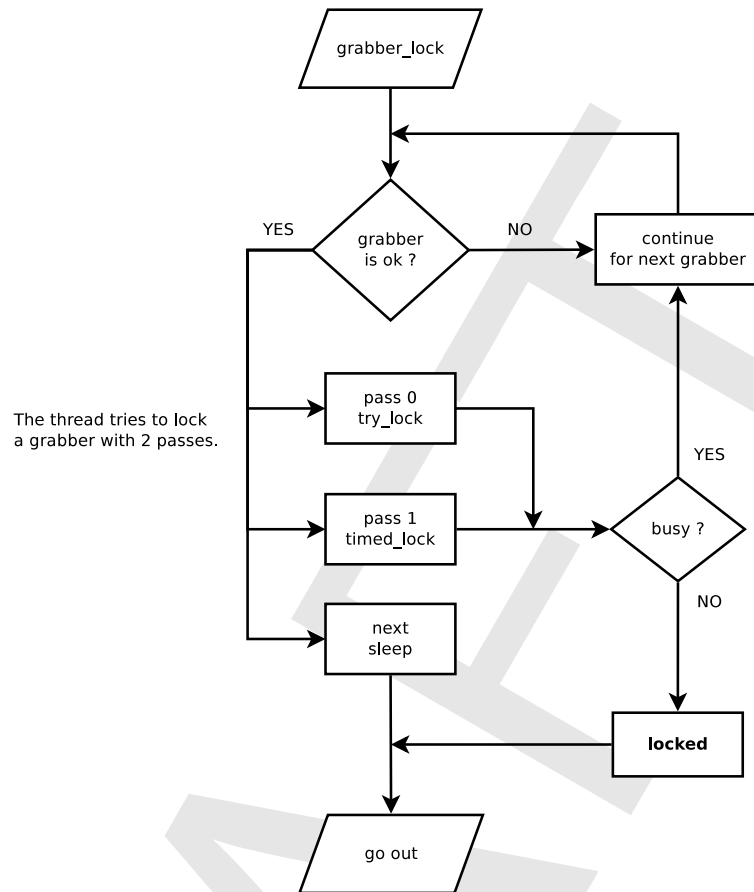 grabber_lock
YES
grabber
is ok ?
NO
continue
for next grabber
pass 0
try_lock
The thread tries to lock
a grabber with 2 passes.
YES
pass 1
timed_lock
busy ?
NO
next
sleep
locked
go out